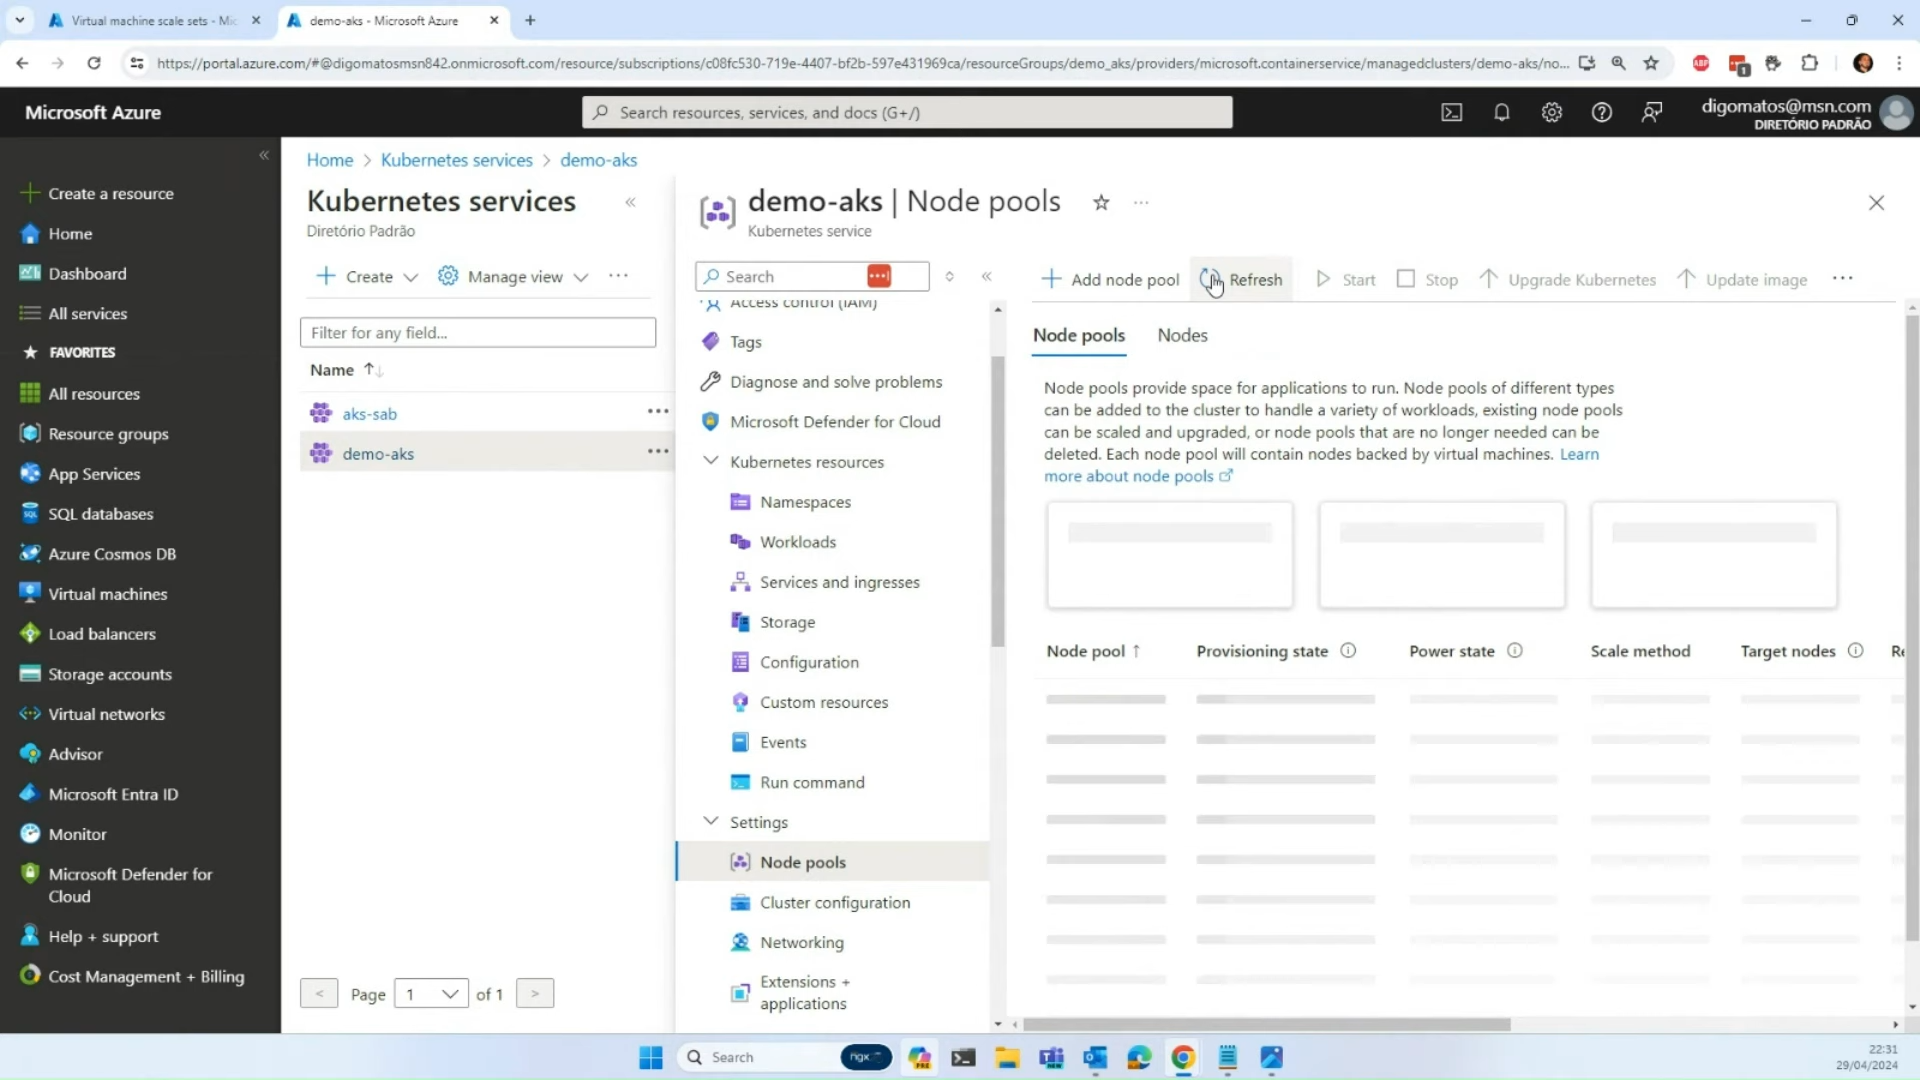 Virtual machine scale sets - Mic
demo-aks - Microsoft Azure
https://portal.azure.com/#@digomatosmsn842.onmicrosoft.com/resource/subscriptions/c08fc530-719e-4407-bf2b-597e431969ca/resourceGroups/demo_aks/providers/microsoft.containerservice/managedclusters/demo-aks/no...
ABP
1
Microsoft Azure
Search resources, services, and docs (G+/)
digomatos@msn.com
DIRETÓRIO PADRÃO
Create a resource
Home
Dashboard
All services
FAVORITES
All resources
Resource groups
App Services
SQL databases
Azure Cosmos DB
Virtual machines
Load balancers
Storage accounts
Virtual networks
Advisor
Microsoft Entra ID
Monitor
Microsoft Defender for
Cloud
Help + support
Cost Management + Billing
Home > Kubernetes services > demo-aks
Kubernetes services
Diretório Padrão
Create
Manage view
Filter for any field...
Name
aks-sab
demo-aks
< Page 1 of 1 >
demo-aks | Node pools
Kubernetes service
Search
Access control (IAM)
Tags
Diagnose and solve problems
Microsoft Defender for Cloud
Kubernetes resources
Namespaces
Workloads
Services and ingresses
Storage
Configuration
Custom resources
Events
Run command
Settings
Node pools
Cluster configuration
Networking
Extensions +
applications
Add node pool
Refresh
Start
Stop
Upgrade Kubernetes
Update image
Node pools
Nodes
Node pools provide space for applications to run. Node pools of different types
can be added to the cluster to handle a variety of workloads, existing node pools
can be scaled and upgraded, or node pools that are no longer needed can be
deleted. Each node pool will contain nodes backed by virtual machines. Learn
more about node pools
Node pool
Provisioning state
Power state
Scale method
Target nodes
Re
Search
22:31
29/04/2024